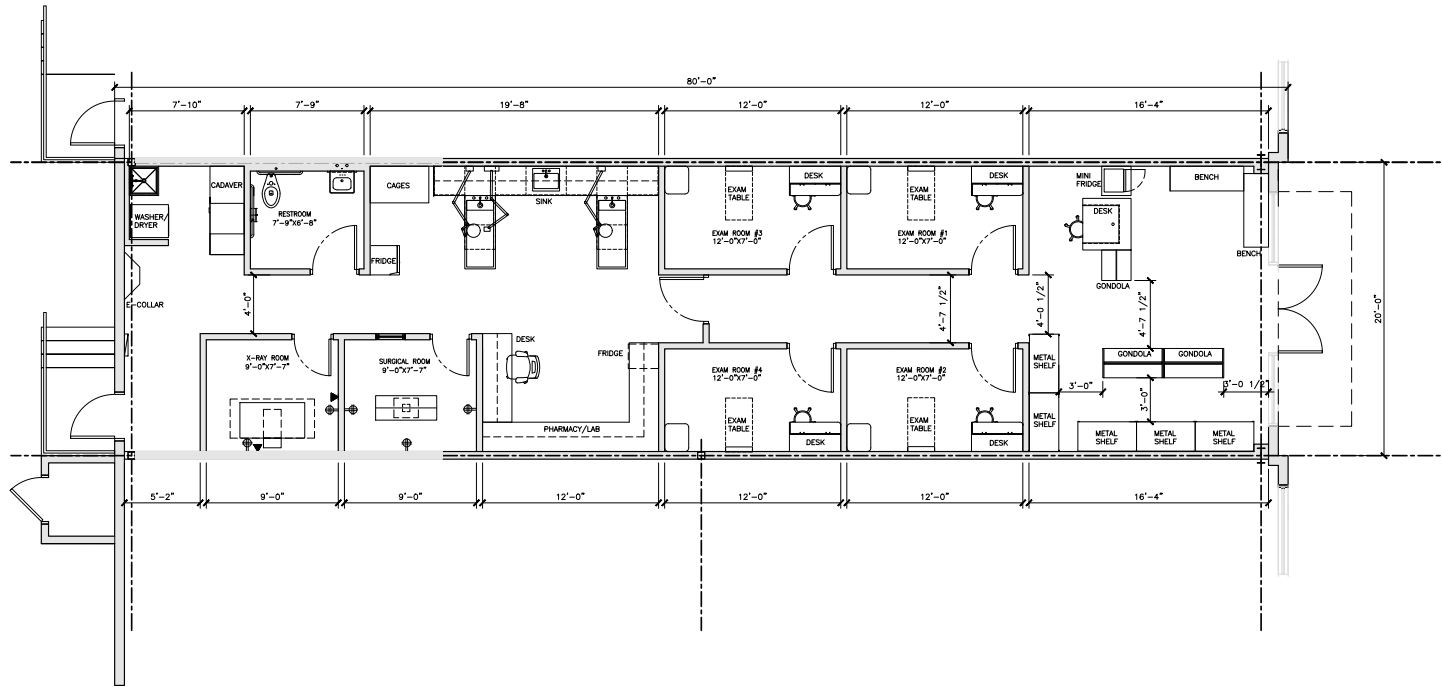 80'-0"
7'-10"
7'-9"
19'-8"
12'-0"
12'-0"
16'-4"
CADAVER
WASHER/
DRYER
RESTROOM
7'-9"X6'-8"
CAGES
FRIDGE
SINK
EXAM
TABLE
DESK
EXAM ROOM #3
12'-0"X7'-0"
EXAM
TABLE
DESK
EXAM ROOM #1
12'-0"X7'-0"
MINI
FRIDGE
BENCH
DESK
BENCH
GONDOLA
E-COLLAR
4'-0"
4'-7 1/2"
4'-0 1/2"
4'-7 1/2"
20'-0"
X-RAY ROOM
9'-0"X7'-7"
SURGICAL ROOM
9'-0"X7'-7"
DESK
FRIDGE
PHARMACY/LAB
EXAM ROOM #4
12'-0"X7'-0"
EXAM
TABLE
DESK
EXAM ROOM #2
12'-0"X7'-0"
EXAM
TABLE
DESK
METAL
SHELF
METAL
SHELF
GONDOLA
GONDOLA
3'-0"
3'-0"
3'-0 1/2"
METAL
SHELF
METAL
SHELF
METAL
SHELF
5'-2"
9'-0"
9'-0"
12'-0"
12'-0"
12'-0"
16'-4"